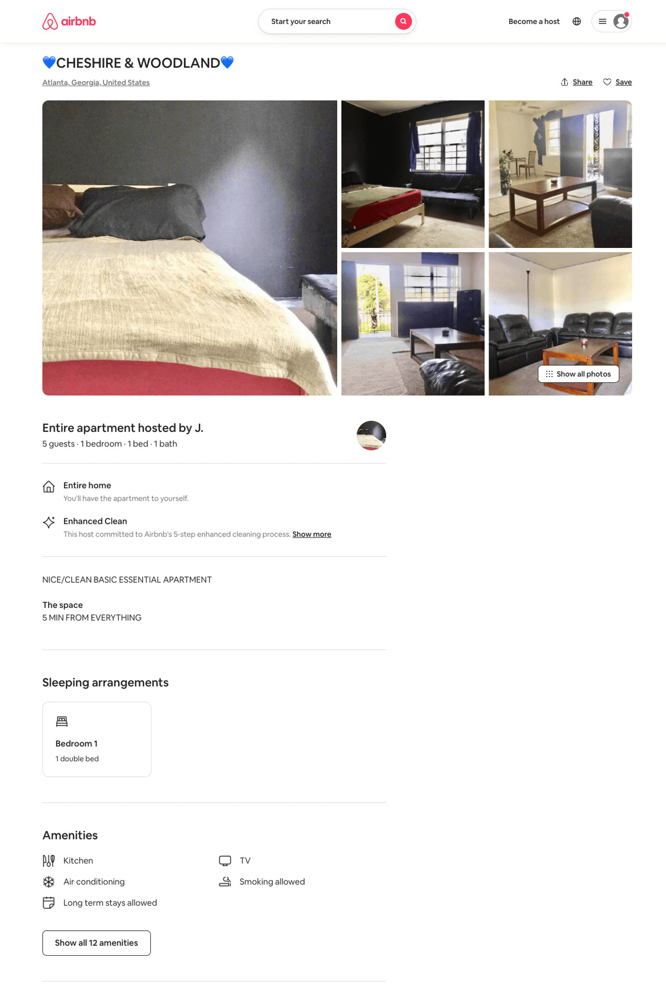 airbnb
Start your search
Become a host
💙CHESHIRE & WOODLAND💙
Atlanta, Georgia, United States
Share
Save
Show all photos
Entire apartment hosted by J.
5 guests · 1 bedroom · 1 bed · 1 bath
Entire home
You'll have the apartment to yourself.
Enhanced Clean
This host committed to Airbnb's 5-step enhanced cleaning process. Show more
NICE/CLEAN BASIC ESSENTIAL APARTMENT
The space
5 MIN FROM EVERYTHING
Sleeping arrangements
Bedroom 1
1 double bed
Amenities
Kitchen
TV
Air conditioning
Smoking allowed
Long term stays allowed
Show all 12 amenities